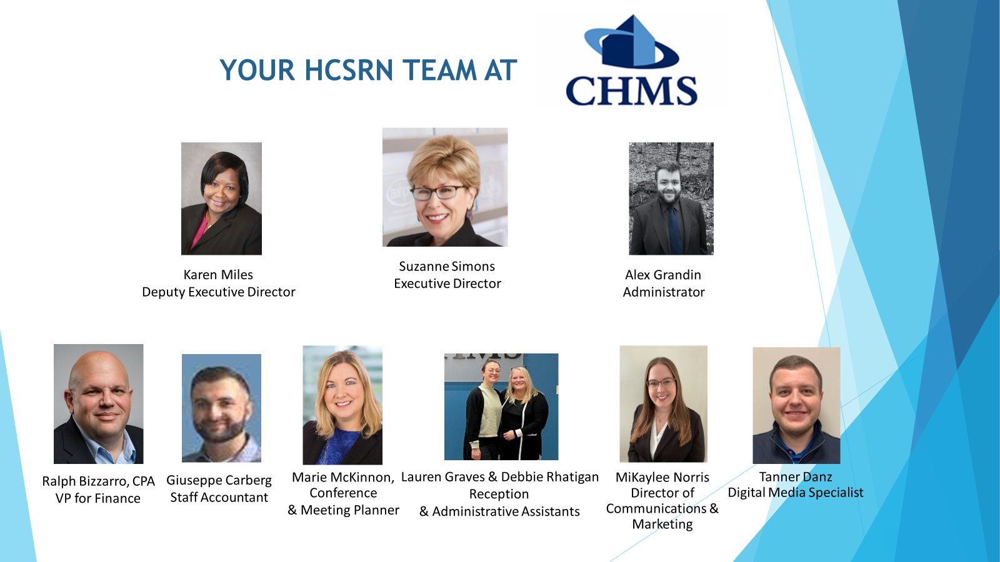 YOUR HCSRN TEAM AT
CHMS
Karen Miles
Deputy Executive Director
Suzanne Simons
Executive Director
Alex Grandin
Administrator
CHMS
Ralph Bizzarro, CPA
VP for Finance
Giuseppe Carberg
Staff Accountant
Marie McKinnon,
Conference
& Meeting Planner
Lauren Graves & Debbie Rhatigan
Reception
& Administrative Assistants
MiKaylee Norris
Director of
Communications &
Marketing
Tanner Danz
Digital Media Specialist